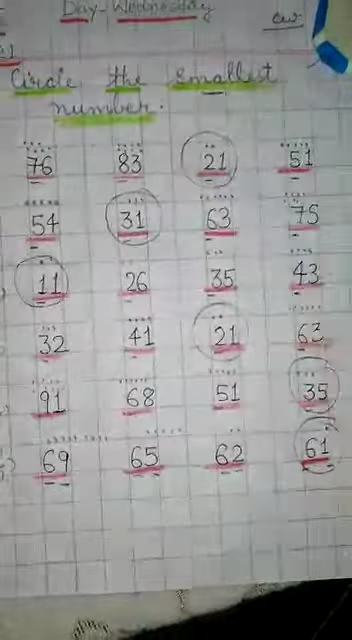 Day-Wednesday
cw
Circle the smallest
number.
76 83 21 51
54 31 63 75
11 26 35 43
32 41 21 63
91 68 51 35
69 65 62 61